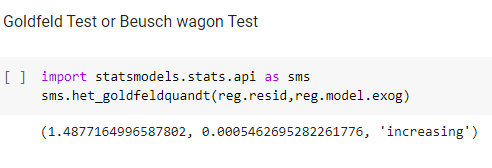 Goldfeld Test or Beusch wagon Test
[ ] import statsmodels.stats.api as sms
sms.het_goldfeldquandt(reg.resid,reg.model.exog)
(1.4877164996587802, 0.0005462695282261776, 'increasing')